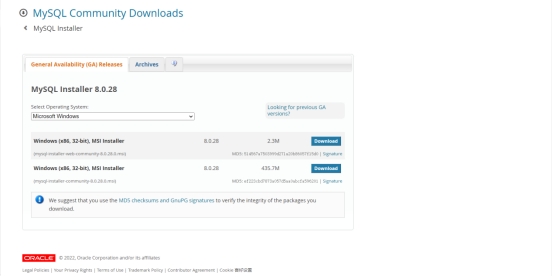 MySQL Community Downloads
MySQL Installer
General Availability (GA) Releases
Archives
MySQL Installer 8.0.28
Select Operating System:
Microsoft Windows
Looking for previous GA
versions?
Windows (x86, 32-bit), MSI Installer
8.0.28
2.3M
Download
(mysql-installer-web-community-8.0.28.0.msi)
MD5:
| Signature
Windows (x86, 32-bit), MSI Installer
8.0.28
435.7M
Download
(mysql-installer-community-8.0.28.0.msi)
MD5:
| Signature
We suggest that you use the MD5 checksums and GnuPG signatures to verify the integrity of the packages you
download.
ORACLE © 2022, Oracle Corporation and/or its affiliates
Legal Policies | Your Privacy Rights | Terms of Use | Trademark Policy | Contributor Agreement | Cookie